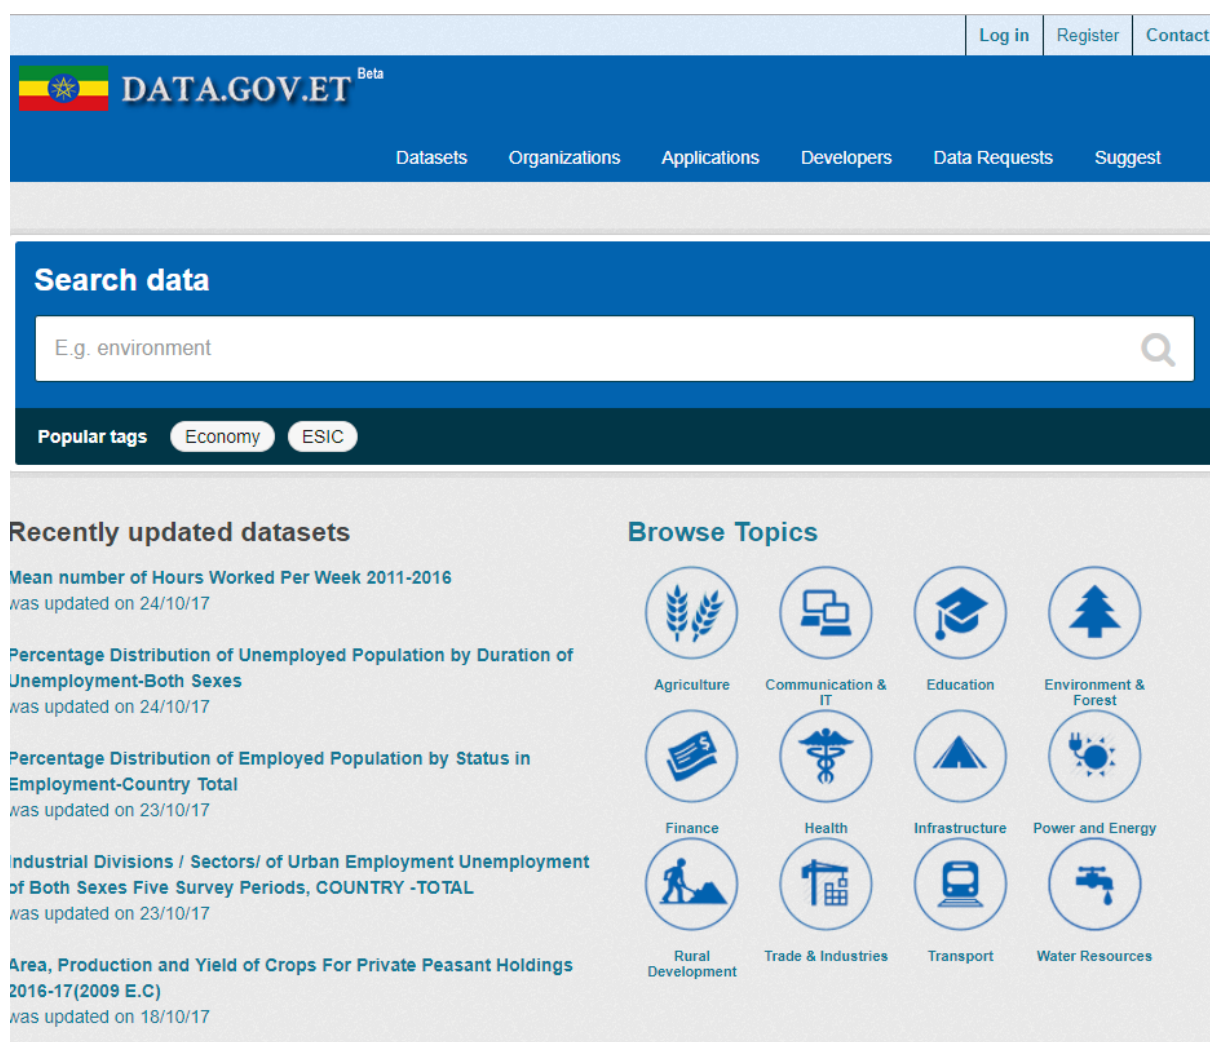 Log in Register Contact
DATA.GOV.ET Beta
Datasets Organizations Applications Developers Data Requests Suggest
Search data
E.g. environment
Popular tags Economy ESIC
Recently updated datasets
Mean number of Hours Worked Per Week 2011-2016
was updated on 24/10/17
Percentage Distribution of Unemployed Population by Duration of
Unemployment-Both Sexes
was updated on 24/10/17
Percentage Distribution of Employed Population by Status in
Employment-Country Total
was updated on 23/10/17
Industrial Divisions / Sectors/ of Urban Employment Unemployment
of Both Sexes Five Survey Periods, COUNTRY -TOTAL
was updated on 23/10/17
Area, Production and Yield of Crops For Private Peasant Holdings
2016-17(2009 E.C)
was updated on 18/10/17
Browse Topics
Agriculture Communication & Education Environment &
IT Forest
Finance Health Infrastructure Power and Energy
Rural Trade & Industries Transport Water Resources
Development